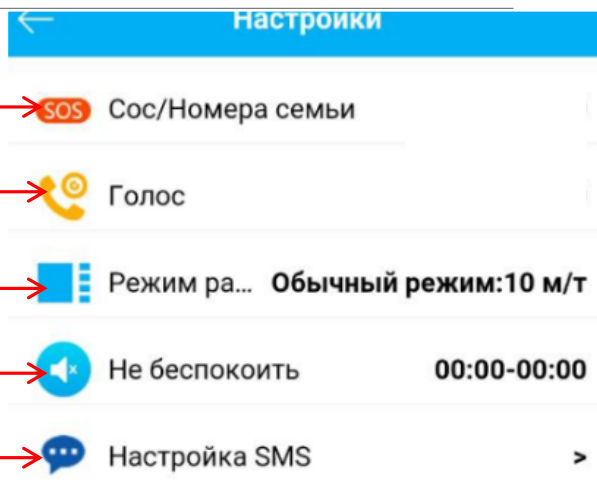 Настройки
SOS Сос/Номера семьи
Голос
Режим ра... Обычный режим:10 м/т
Не беспокоить 00:00-00:00
Настройка SMS >